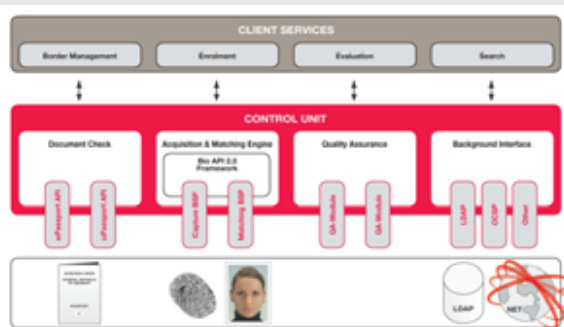 CLIENT SERVICES
Border Management
Enrolment
Evaluation
Search
CONTROL UNIT
Document Check
Acquisition & Matching Engine
Quality Assurance
Background Interface
Bio API 2.0
Framework
ePassport API
ePassport API
Capture BSP
Matching BSP
QA-Module
QA-Module
LDAP
OCSP
Other
LDAP
NET